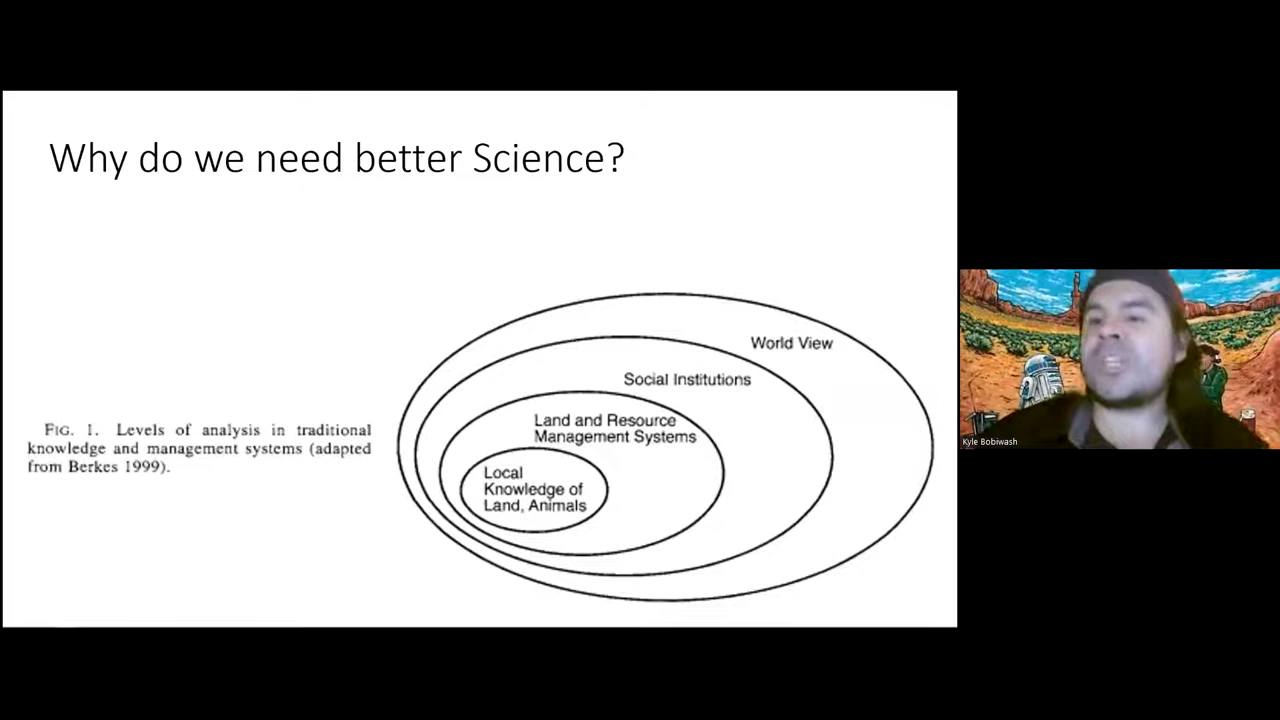 Why do we need better Science?
World View
Social Institutions
Land and Resource
Management Systems
Local
Knowledge of
Land, Animals
FIG. 1. Levels of analysis in traditional
knowledge and management systems (adapted
from Berkes 1999).
Kyle Bobiwash